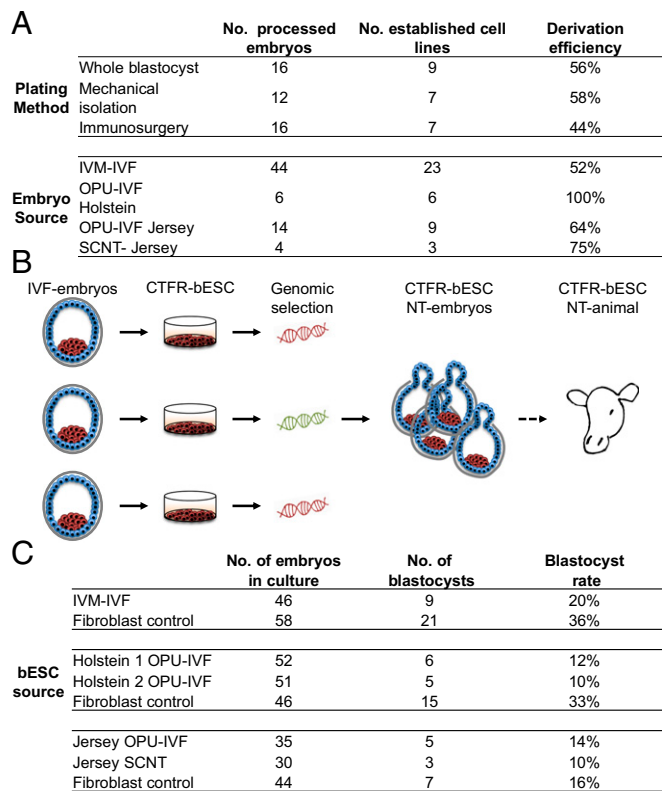 A
No. processed embryos No. established cell lines Derivation efficiency
Plating Method
Whole blastocyst 16 9 56%
Mechanical isolation 12 7 58%
Immunosurgery 16 7 44%
Embryo Source
IVM-IVF 44 23 52%
OPU-IVF Holstein 6 6 100%
OPU-IVF Jersey 14 9 64%
SCNT- Jersey 4 3 75%
B
IVF-embryos CTFR-bESC Genomic selection CTFR-bESC NT-embryos CTFR-bESC NT-animal
C
No. of embryos in culture No. of blastocysts Blastocyst rate
bESC source
IVM-IVF 46 9 20%
Fibroblast control 58 21 36%
Holstein 1 OPU-IVF 52 6 12%
Holstein 2 OPU-IVF 51 5 10%
Fibroblast control 46 15 33%
Jersey OPU-IVF 35 5 14%
Jersey SCNT 30 3 10%
Fibroblast control 44 7 16%